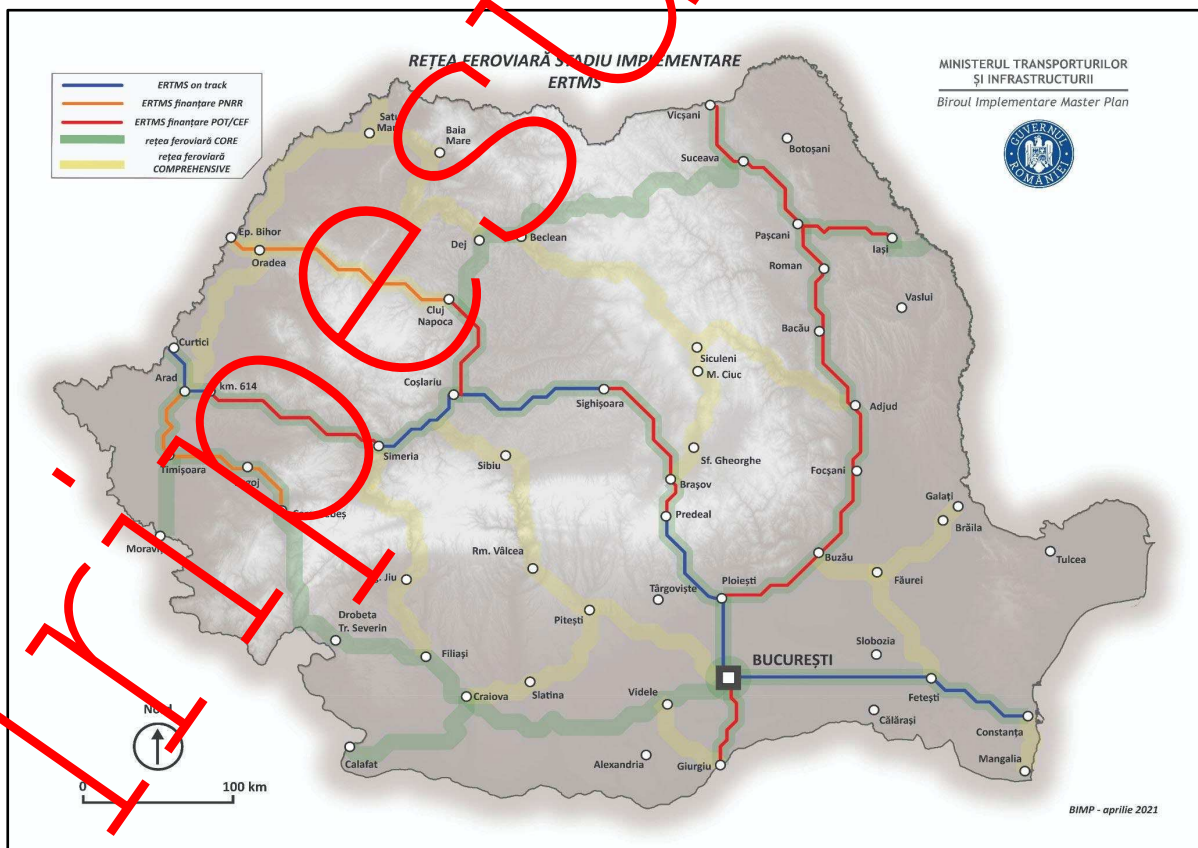 REȚEA FEROVIARĂ STADIU IMPLEMENTARE
ERTMS
MINISTERUL TRANSPORTURILOR
ȘI INFRASTRUCTURII
Biroul Implementare Master Plan
GUVERNUL
ROMÂNIEI
ERTMS on track
ERTMS finanțare PNRR
ERTMS finanțare POT/CEF
rețea feroviară CORE
rețea feroviară
COMPREHENSIVE
Vicșani
Baia
Mare
Botoșani
Suceava
Ep. Bihor
Oradea
Dej
Beclean
Pașcani
Iași
Roman
Cluj
Napoca
Vaslui
Bacău
Curtici
Siculeni
M. Ciuc
Arad
km. 614
Coșlariu
Sighișoara
Adjud
Timișoara
Simeria
Sibiu
Sf. Gheorghe
Focșani
Brașov
Predeal
Galați
Brăila
Rm. Vâlcea
Buzău
Tulcea
Făurei
Jiu
Târgoviște
Ploiești
Pitești
Drobeta
Tr. Severin
Slobozia
Filiași
BUCUREȘTI
Craiova
Slatina
Videle
Fetești
Călărași
Constanța
Calafat
Alexandria
Giurgiu
Mangalia
0
100 km
BIMP - aprilie 2021